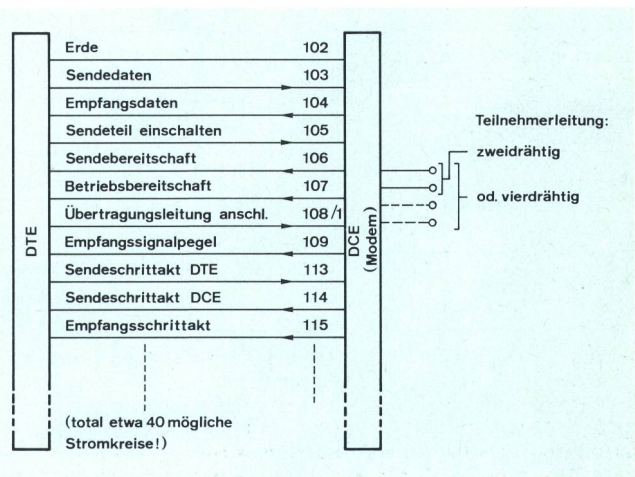 Erde 102
Sendedaten 103
Empfangsdaten 104
Sendeteil einschalten 105
Sendebereitschaft 106
Betriebsbereitschaft 107
Übertragungsleitung anschl. 108/1
Empfangssignalpegel 109
Sendeschrittakt DTE 113
Sendeschrittakt DCE 114
Empfangsschrittakt 115
(total etwa 40 mögliche
Stromkreise!)
DTE
DCE
(Modem)
Teilnehmerleitung:
zweidrähtig
od. vierdrähtig